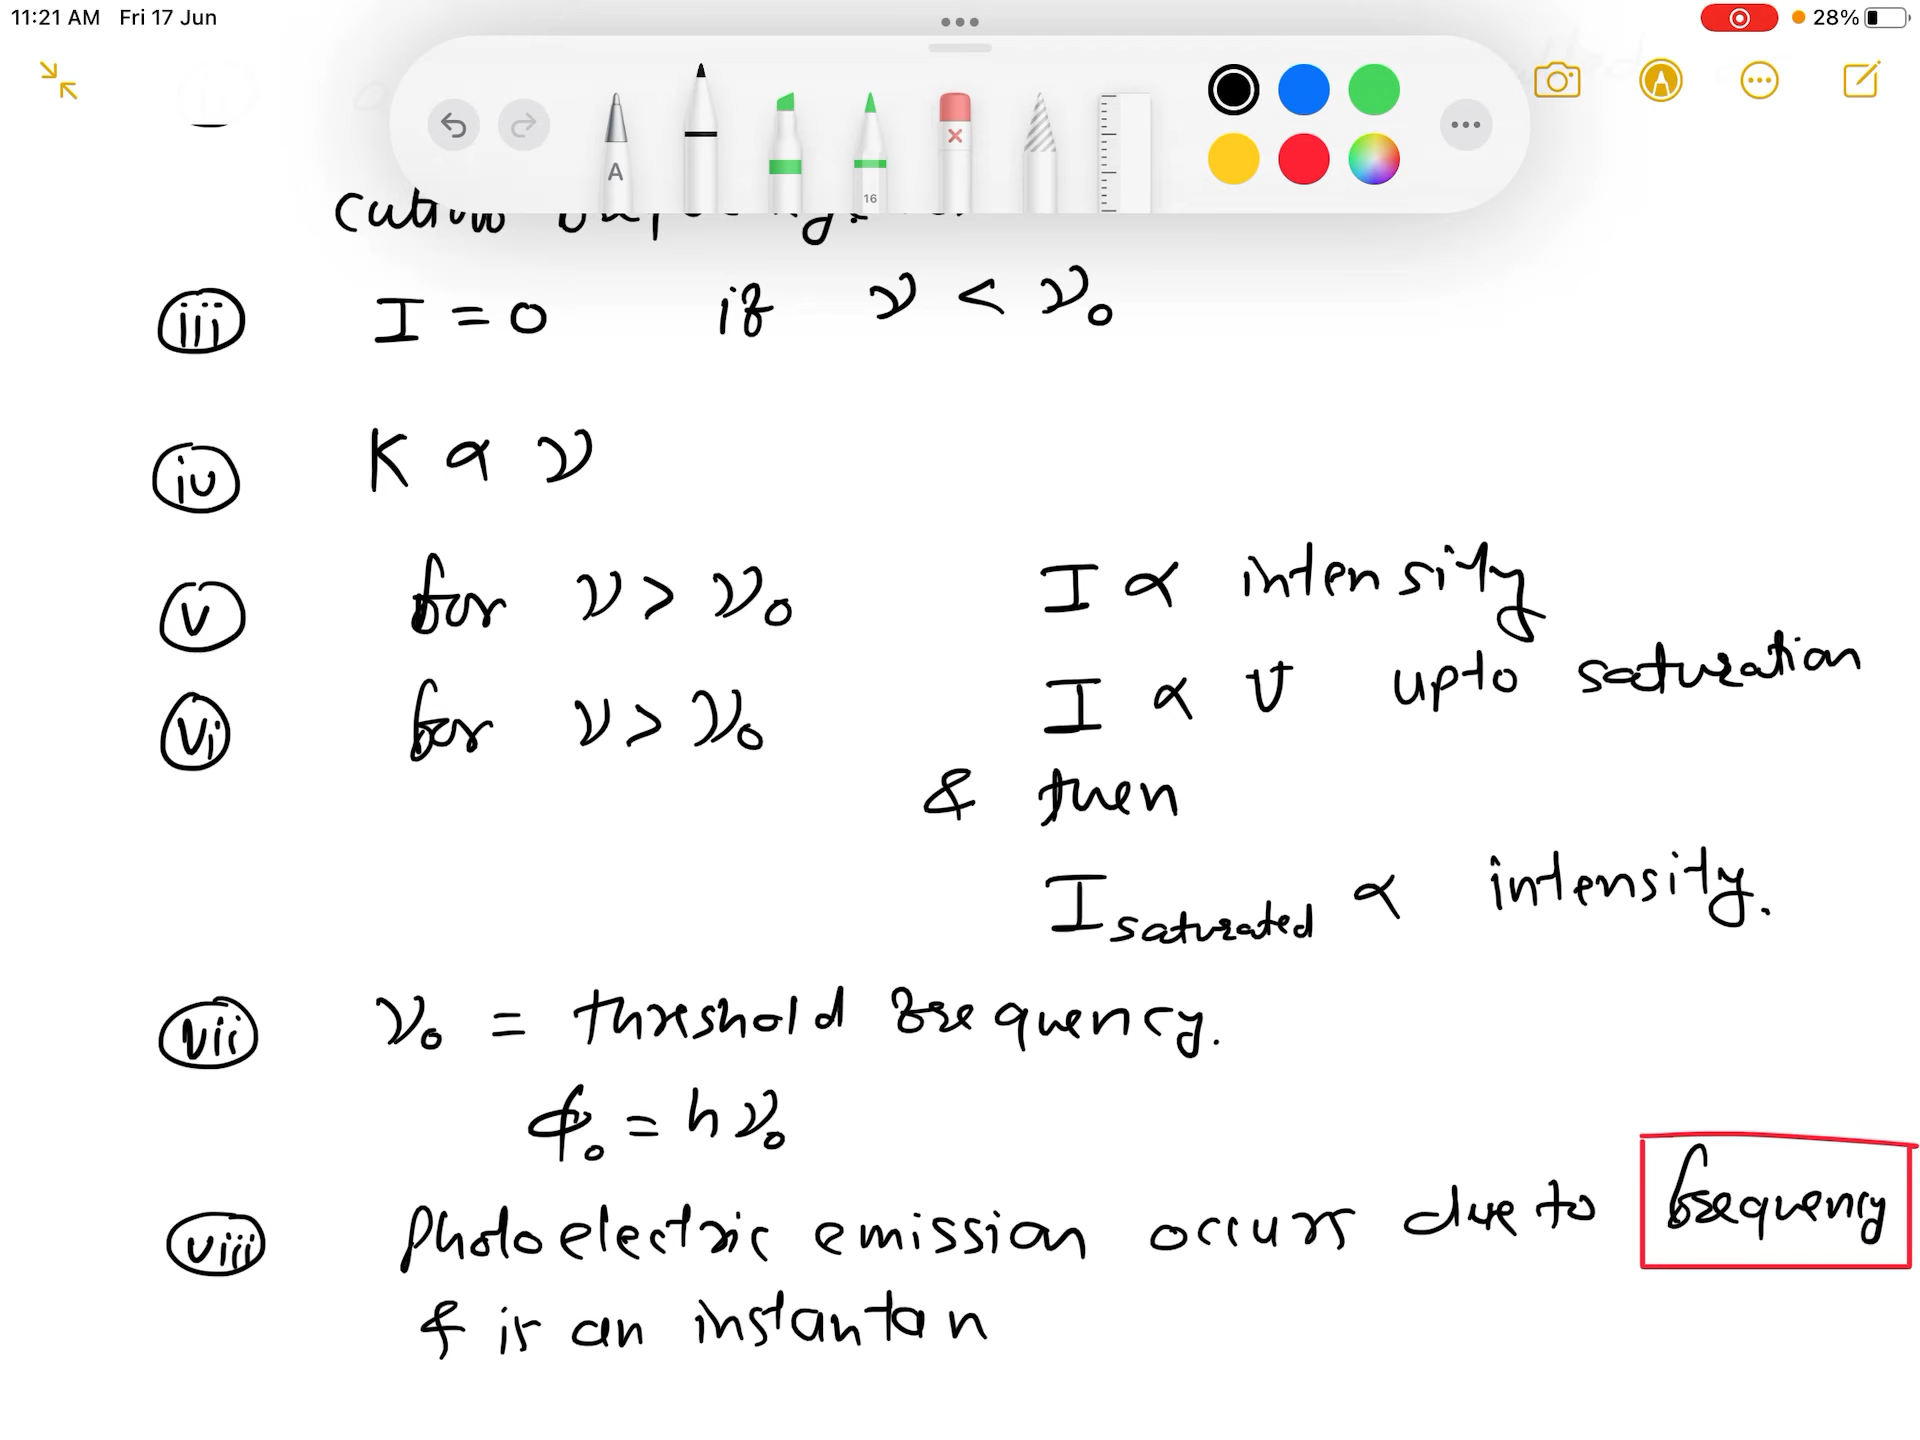 11:21 AM Fri 17 Jun 28%
A 16
(iii) I = 0 if ν < ν₀
(iv) K α ν
(v) for ν > ν₀ I ∝ intensity
(vi) for ν > ν₀ I ∝ V upto saturation
& then
I saturated ∝ intensity.
(vii) ν₀ = threshold frequency.
ϕ₀ = hν₀
(viii) Photoelectric emission occurs due to frequency
& is an instantan